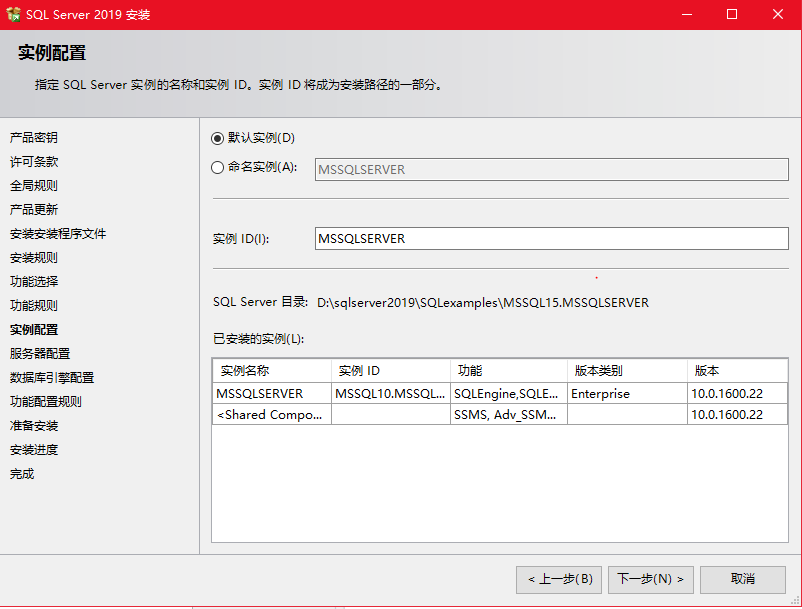 SQL Server 2019 安装
实例配置
指定 SQL Server 实例的名称和实例 ID。实例 ID 将成为安装路径的一部分。
产品密钥
许可条款
全局规则
产品更新
安装安装程序文件
安装规则
功能选择
功能规则
实例配置
服务器配置
数据库引擎配置
功能配置规则
准备安装
安装进度
完成
默认实例(D)
命名实例(A): MSSQLSERVER
实例 ID(I): MSSQLSERVER
SQL Server 目录: D:\sqlserver2019\SQLexamples\MSSQL15.MSSQLSERVER
已安装的实例(L):
实例名称 实例 ID 功能 版本类别 版本
MSSQLSERVER MSSQL10.MSSQL... SQLEngine,SQLE... Enterprise 10.0.1600.22
<Shared Compo... SSMS, Adv_SSM... 10.0.1600.22
< 上一步(B) 下一步(N) > 取消